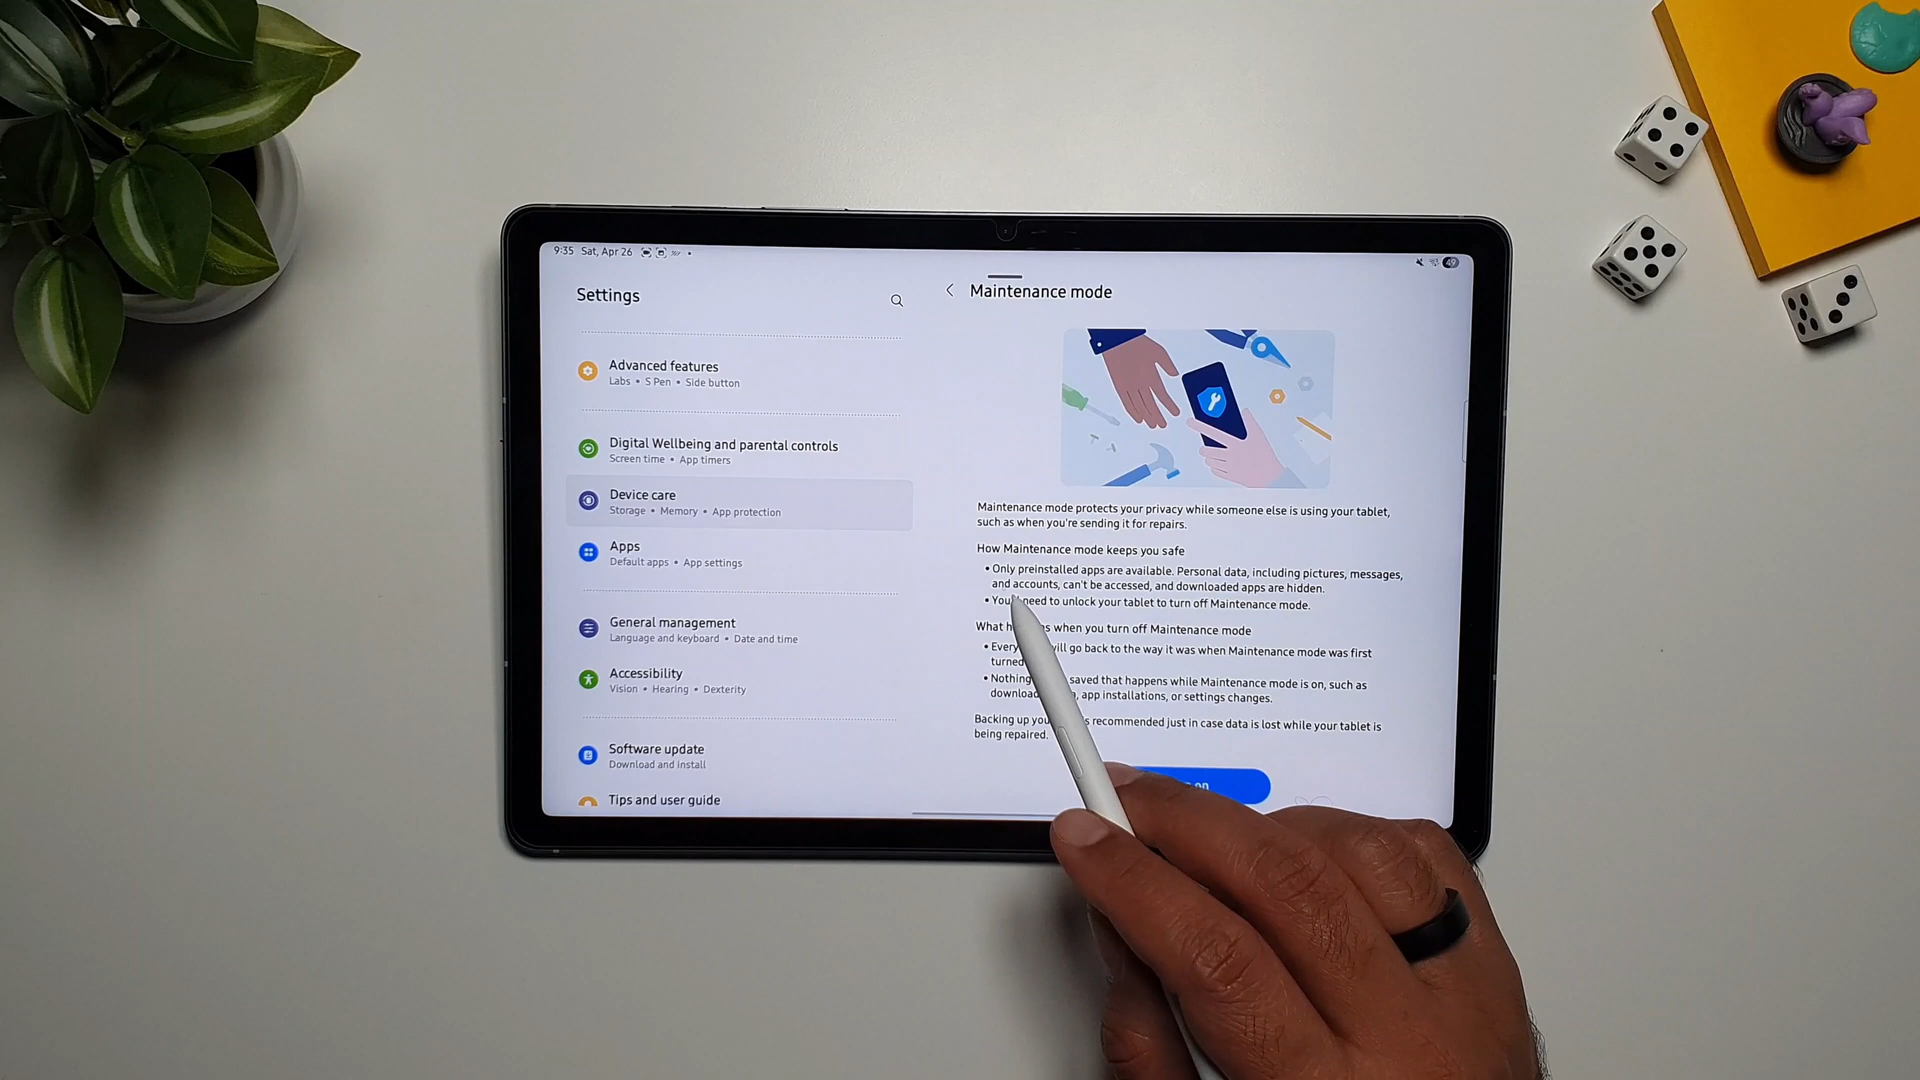 9:35 Sat, Apr 26
49
Settings
Advanced features
Labs • S Pen • Side button
Digital Wellbeing and parental controls
Screen time • App timers
Device care
Storage • Memory • App protection
Apps
Default apps • App settings
General management
Language and keyboard • Date and time
Accessibility
Vision • Hearing • Dexterity
Software update
Download and install
Tips and user guide
Maintenance mode
Maintenance mode protects your privacy while someone else is using your tablet,
such as when you're sending it for repairs.
How Maintenance mode keeps you safe
• Only preinstalled apps are available. Personal data, including pictures, messages,
and accounts, can't be accessed, and downloaded apps are hidden.
• need to unlock your tablet to turn off Maintenance mode.
What when you turn off Maintenance mode
• will go back to the way it was when Maintenance mode was first
turned
• Nothing saved that happens while Maintenance mode is on, such as
app installations, or settings changes.
Backing up recommended just in case data is lost while your tablet is
being repaired.
on